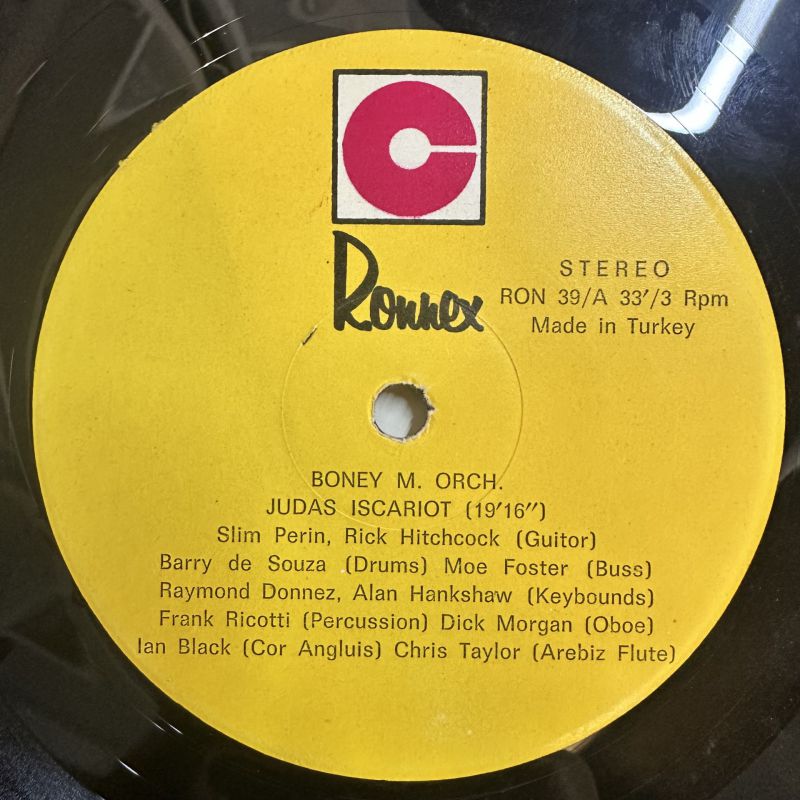 Ronnex
STEREO
RON 39/A 33'/3 Rpm
Made in Turkey
BONEY M. ORCH.
JUDAS ISCARIOT (19'16")
Slim Perin, Rick Hitchcock (Guitor)
Barry de Souza (Drums) Moe Foster (Buss)
Raymond Donnez, Alan Hankshaw (Keybounds)
Frank Ricotti (Percussion) Dick Morgan (Oboe)
Ian Black (Cor Angluis) Chris Taylor (Arebiz Flute)